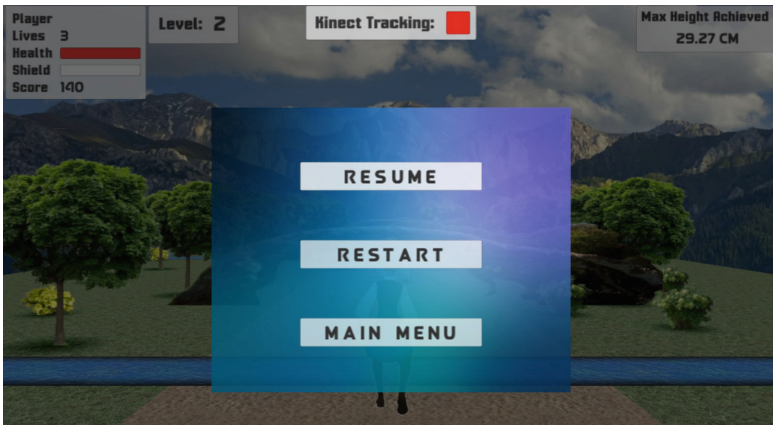 Player
Lives 3
Health
Shield
Score 140
Level: 2
Kinect Tracking:
Max Height Achieved
29.27 CM
RESUME
RESTART
MAIN MENU